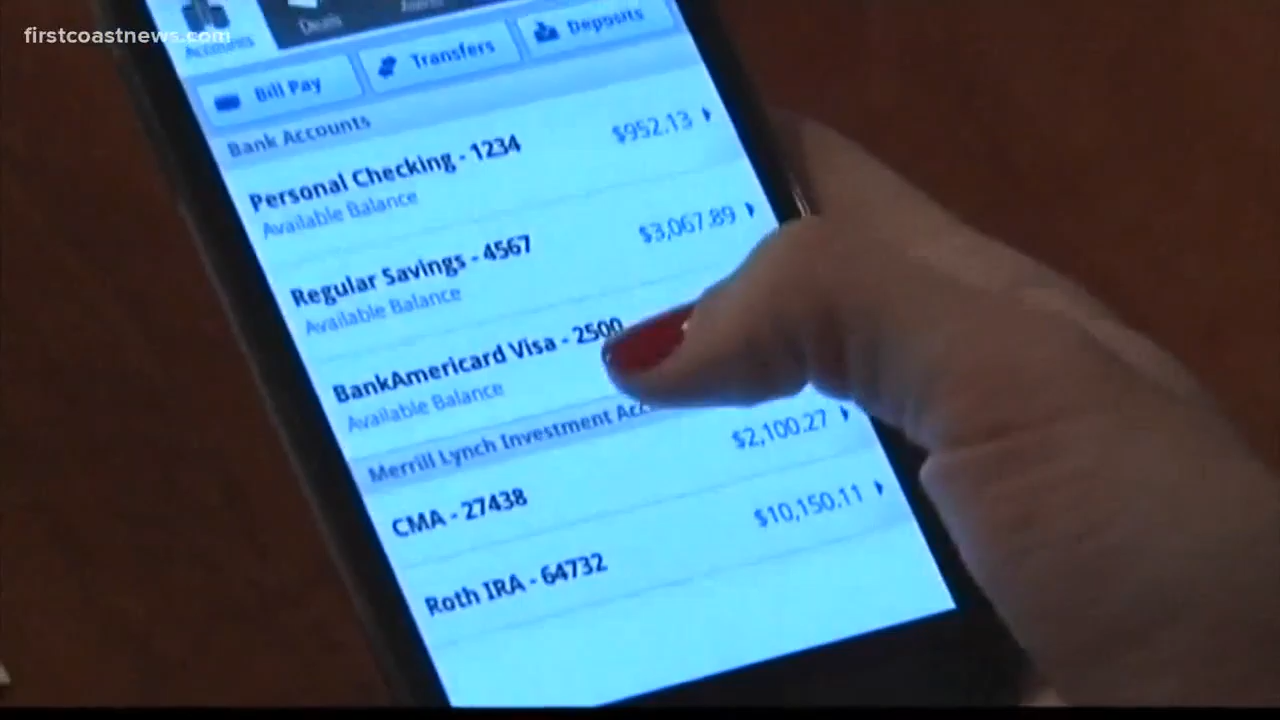 firstcoastnews.com
Accounts
Deals
Bill Pay
Transfers
Deposits
Bank Accounts
Personal Checking - 1234
$952.13
Available Balance
Regular Savings - 4567
$3,067.89
Available Balance
BankAmericard Visa - 2500
Available Balance
Merrill Lynch Investment
$2,100.27
CMA - 27438
$10,150.11
Roth IRA - 64732